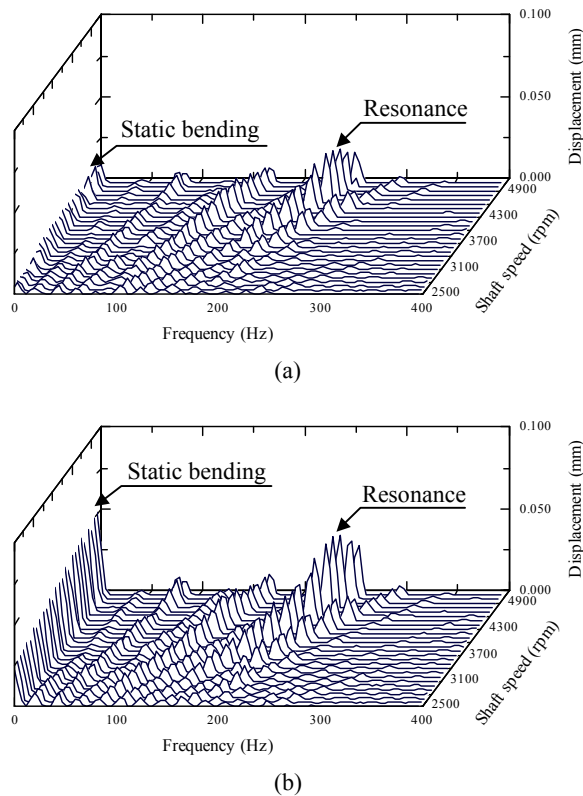 0.100
Displacement (mm)
0.050
0.000
Resonance
Static bending
4900
4300
3700
3100
2500
Shaft speed (rpm)
0
100
200
300
400
Frequency (Hz)
(a)
0.100
Displacement (mm)
0.050
0.000
Static bending
Resonance
4900
4300
3700
3100
2500
Shaft speed (rpm)
0
100
200
300
400
Frequency (Hz)
(b)